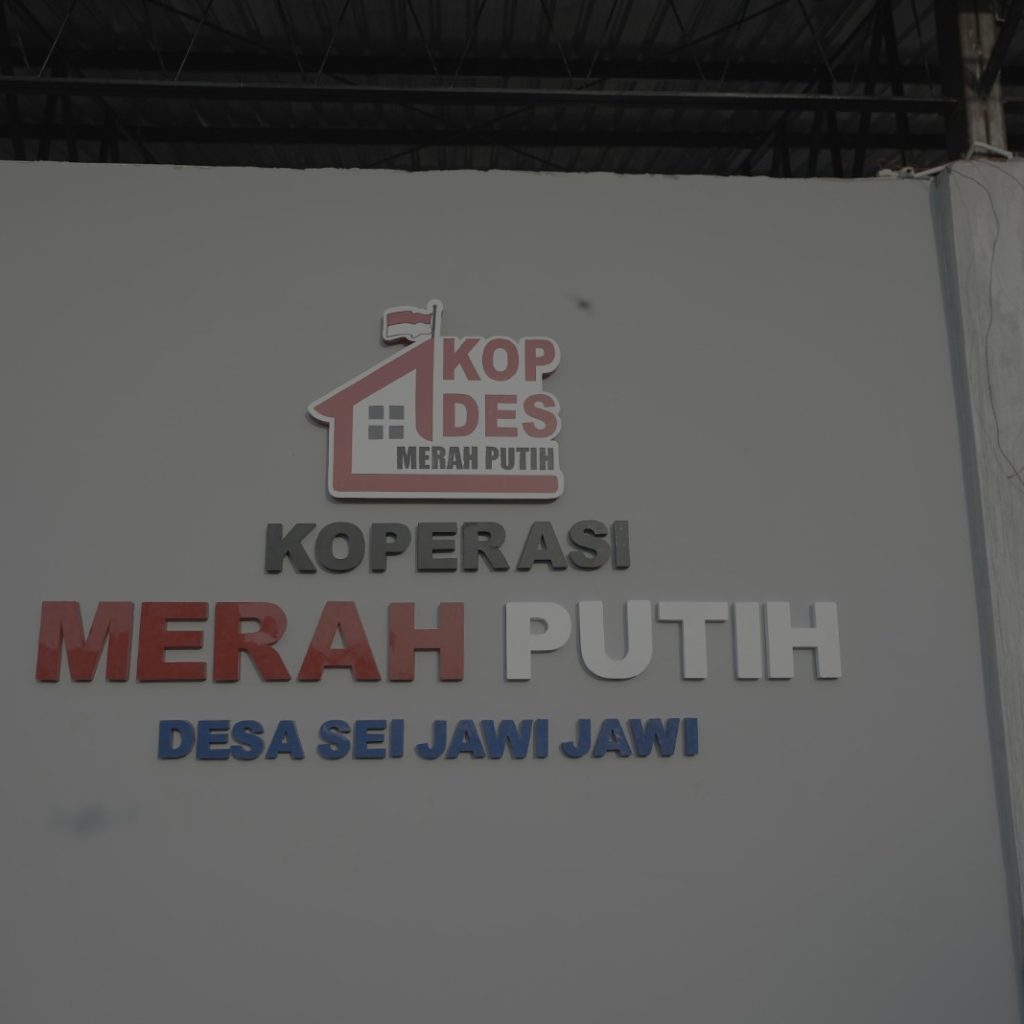 KOP
DES
MERAH PUTIH
KOPERASI
MERAH PUTIH
DESA SEI JAWI JAWI